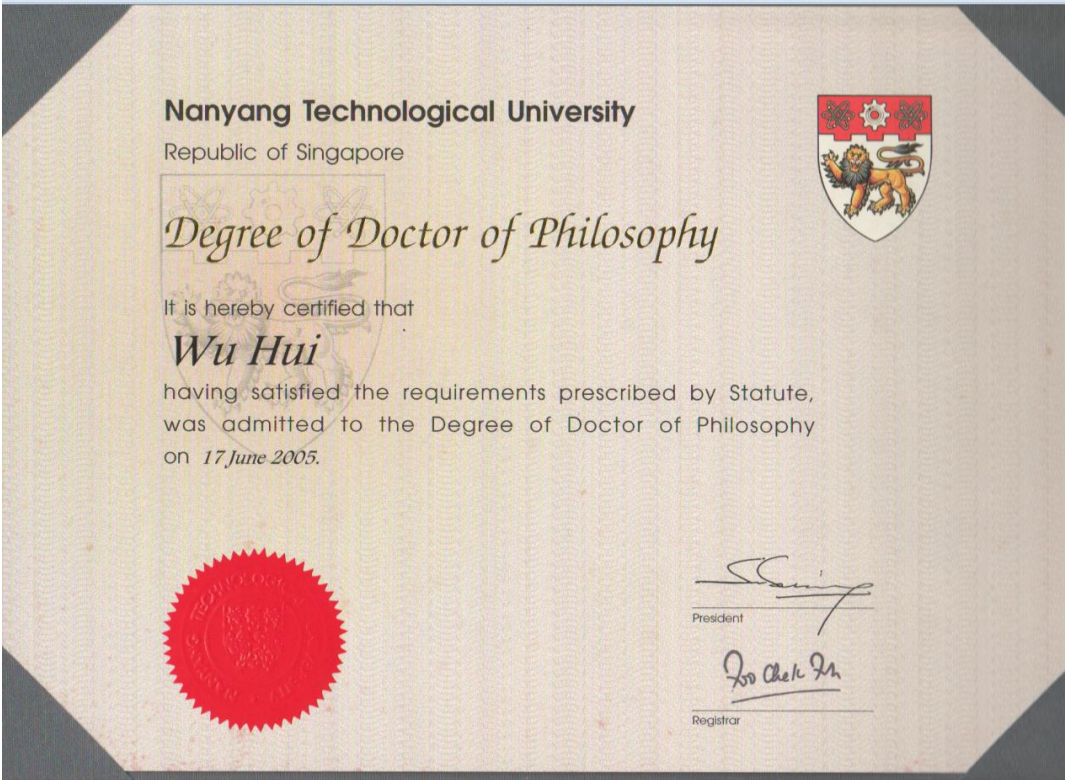 Nanyang Technological University
Republic of Singapore
Degree of Doctor of Philosophy
It is hereby certified that
Wu Hui
having satisfied the requirements prescribed by Statute,
was admitted to the Degree of Doctor of Philosophy
on 17 June 2005.
NANYANG TECHNOLOGICAL
President
Registrar